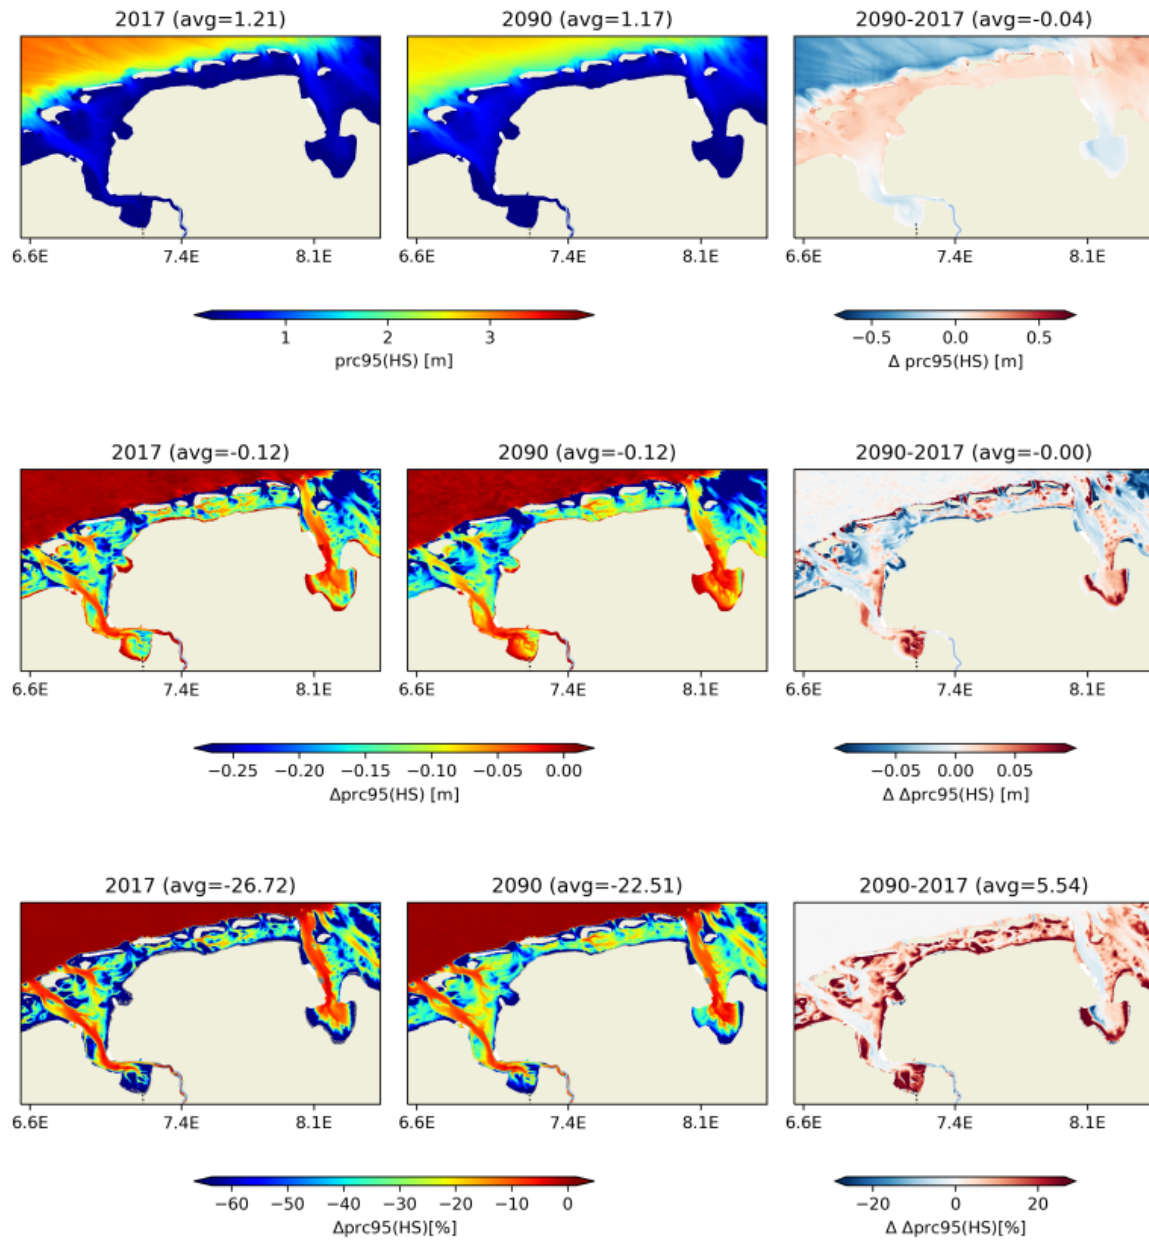 2017 (avg=1.21) 2090 (avg=1.17) 2090-2017 (avg=-0.04)
6.6E 7.4E 8.1E 6.6E 7.4E 8.1E 6.6E 7.4E 8.1E
1 2 3 −0.5 0.0 0.5
prc95(HS) [m] Δ prc95(HS) [m]
2017 (avg=-0.12) 2090 (avg=-0.12) 2090-2017 (avg=-0.00)
6.6E 7.4E 8.1E 6.6E 7.4E 8.1E 6.6E 7.4E 8.1E
−0.25 −0.20 −0.15 −0.10 −0.05 0.00 −0.05 0.00 0.05
Δprc95(HS) [m] Δ Δprc95(HS) [m]
2017 (avg=-26.72) 2090 (avg=-22.51) 2090-2017 (avg=5.54)
6.6E 7.4E 8.1E 6.6E 7.4E 8.1E 6.6E 7.4E 8.1E
−60 −50 −40 −30 −20 −10 0 −20 0 20
Δprc95(HS)[%] Δ Δprc95(HS)[%]